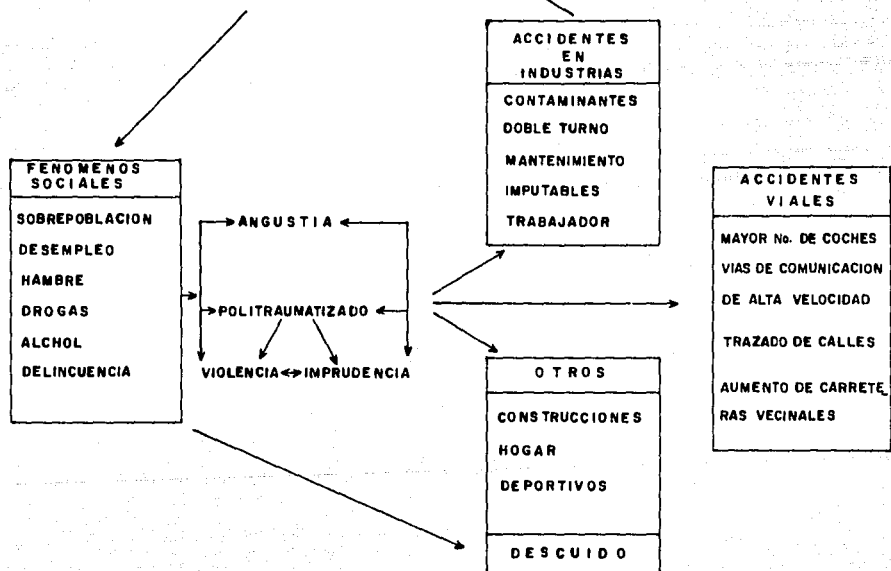 FENOMENOS
SOCIALES
SOBREPOBLACION
DESEMPLEO
HAMBRE
DROGAS
ALCHOL
DELINCUENCIA
ANGUSTIA
POLITRAUMATIZADO
VIOLENCIA
IMPRUDENCIA
ACCIDENTES
EN
INDUSTRIAS
CONTAMINANTES
DOBLE TURNO
MANTENIMIENTO
IMPUTABLES
TRABAJADOR
OTROS
CONSTRUCCIONES
HOGAR
DEPORTIVOS
DESCUIDO
ACCIDENTES
VIALES
MAYOR No. DE COCHES
VIAS DE COMUNICACION
DE ALTA VELOCIDAD
TRAZADO DE CALLES
AUMENTO DE CARRETE_
RAS VECINALES